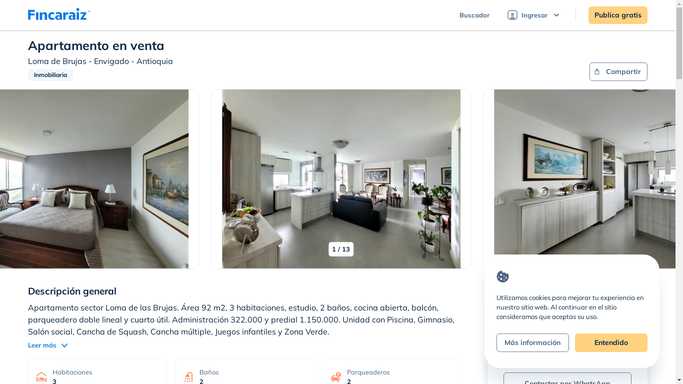 Fincaraiz
Buscador
Ingresar
Publica gratis
Apartamento en venta
Loma de Brujas - Envigado - Antioquia
Inmobiliaria
Compartir
1 / 13
Descripción general
Apartamento sector Loma de las Brujas. Área 92 m2, 3 habitaciones, estudio, 2 baños, cocina abierta, balcón,
parqueadero doble lineal y cuarto útil. Administración 322.000 y predial 1.150.000. Unidad con Piscina, Gimnasio,
Salón social, Cancha de Squash, Cancha múltiple, Juegos infantiles y Zona Verde.
Leer más
Habitaciones
3
Baños
2
Parqueaderos
2
Utilizamos cookies para mejorar tu experiencia en
nuestro sitio web. Al continuar en el sitio
consideramos que aceptas su uso.
Más información
Entendido
Contactar por WhatsApp